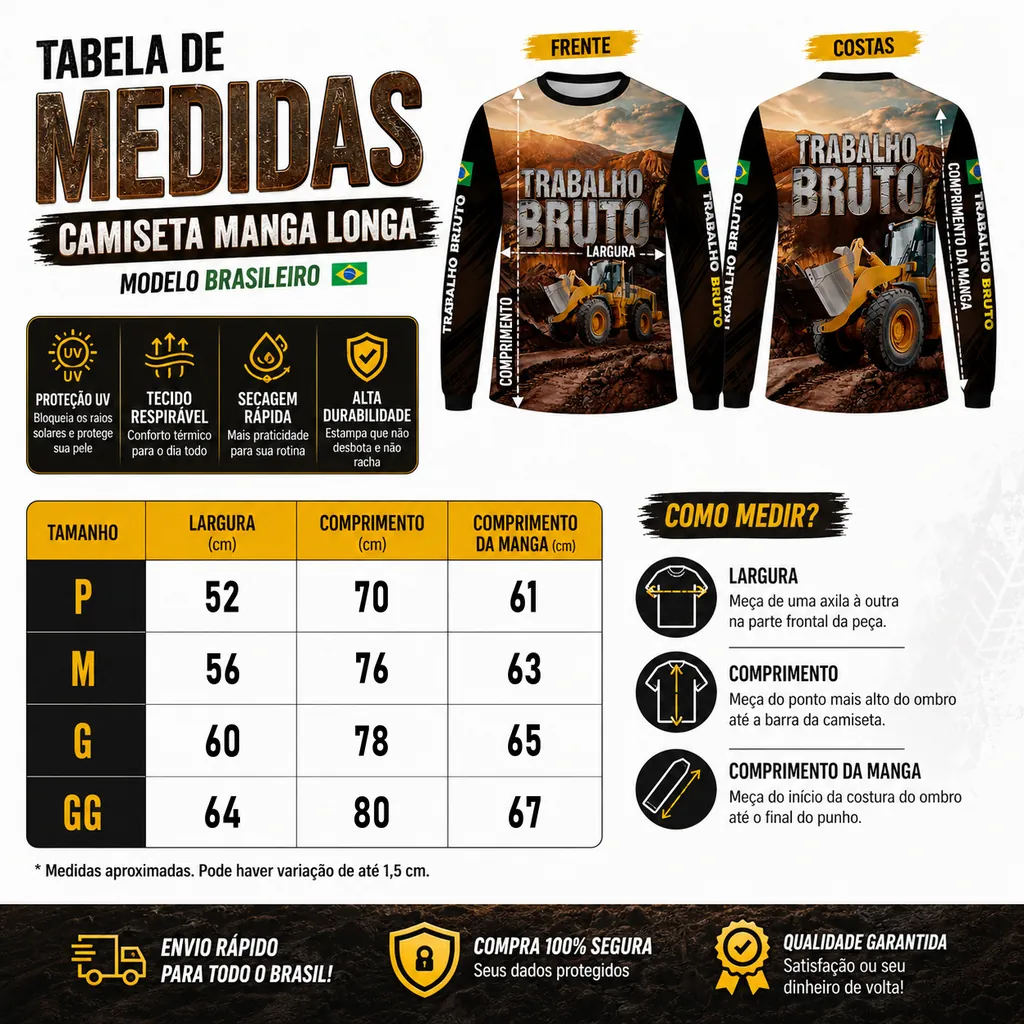 TABELA DE
MEDIDAS
CAMISETA MANGA LONGA
MODELO BRASILEIRO
FRENTE
COSTAS
TRABALHO
BRUTO
LARGURA
COMPRIMENTO
TRABALHO BRUTO
TRABALHO BRUTO
TRABALHO
BRUTO
TRABALHO BRUTO
COMPRIMENTO DA MANGA
TRABALHO BRUTO
UV
UV
PROTEÇÃO UV
Bloqueia os raios
solares e protege
sua pele
TECIDO
RESPIRÁVEL
Conforto térmico
para o dia todo
SECAGEM
RÁPIDA
Mais praticidade
para sua rotina
ALTA
DURABILIDADE
Estampa que não
desbota e não
racha
TAMANHO LARGURA (cm) COMPRIMENTO (cm) COMPRIMENTO DA MANGA (cm)
P 52 70 61
M 56 76 63
G 60 78 65
GG 64 80 67
* Medidas aproximadas. Pode haver variação de até 1,5 cm.
COMO MEDIR?
LARGURA
Meça de uma axila à outra
na parte frontal da peça.
COMPRIMENTO
Meça do ponto mais alto do ombro
até a barra da camiseta.
COMPRIMENTO DA MANGA
Meça do início da costura do ombro
até o final do punho.
ENVIO RÁPIDO
PARA TODO O BRASIL!
COMPRA 100% SEGURA
Seus dados protegidos
QUALIDADE GARANTIDA
Satisfação ou seu
dinheiro de volta!